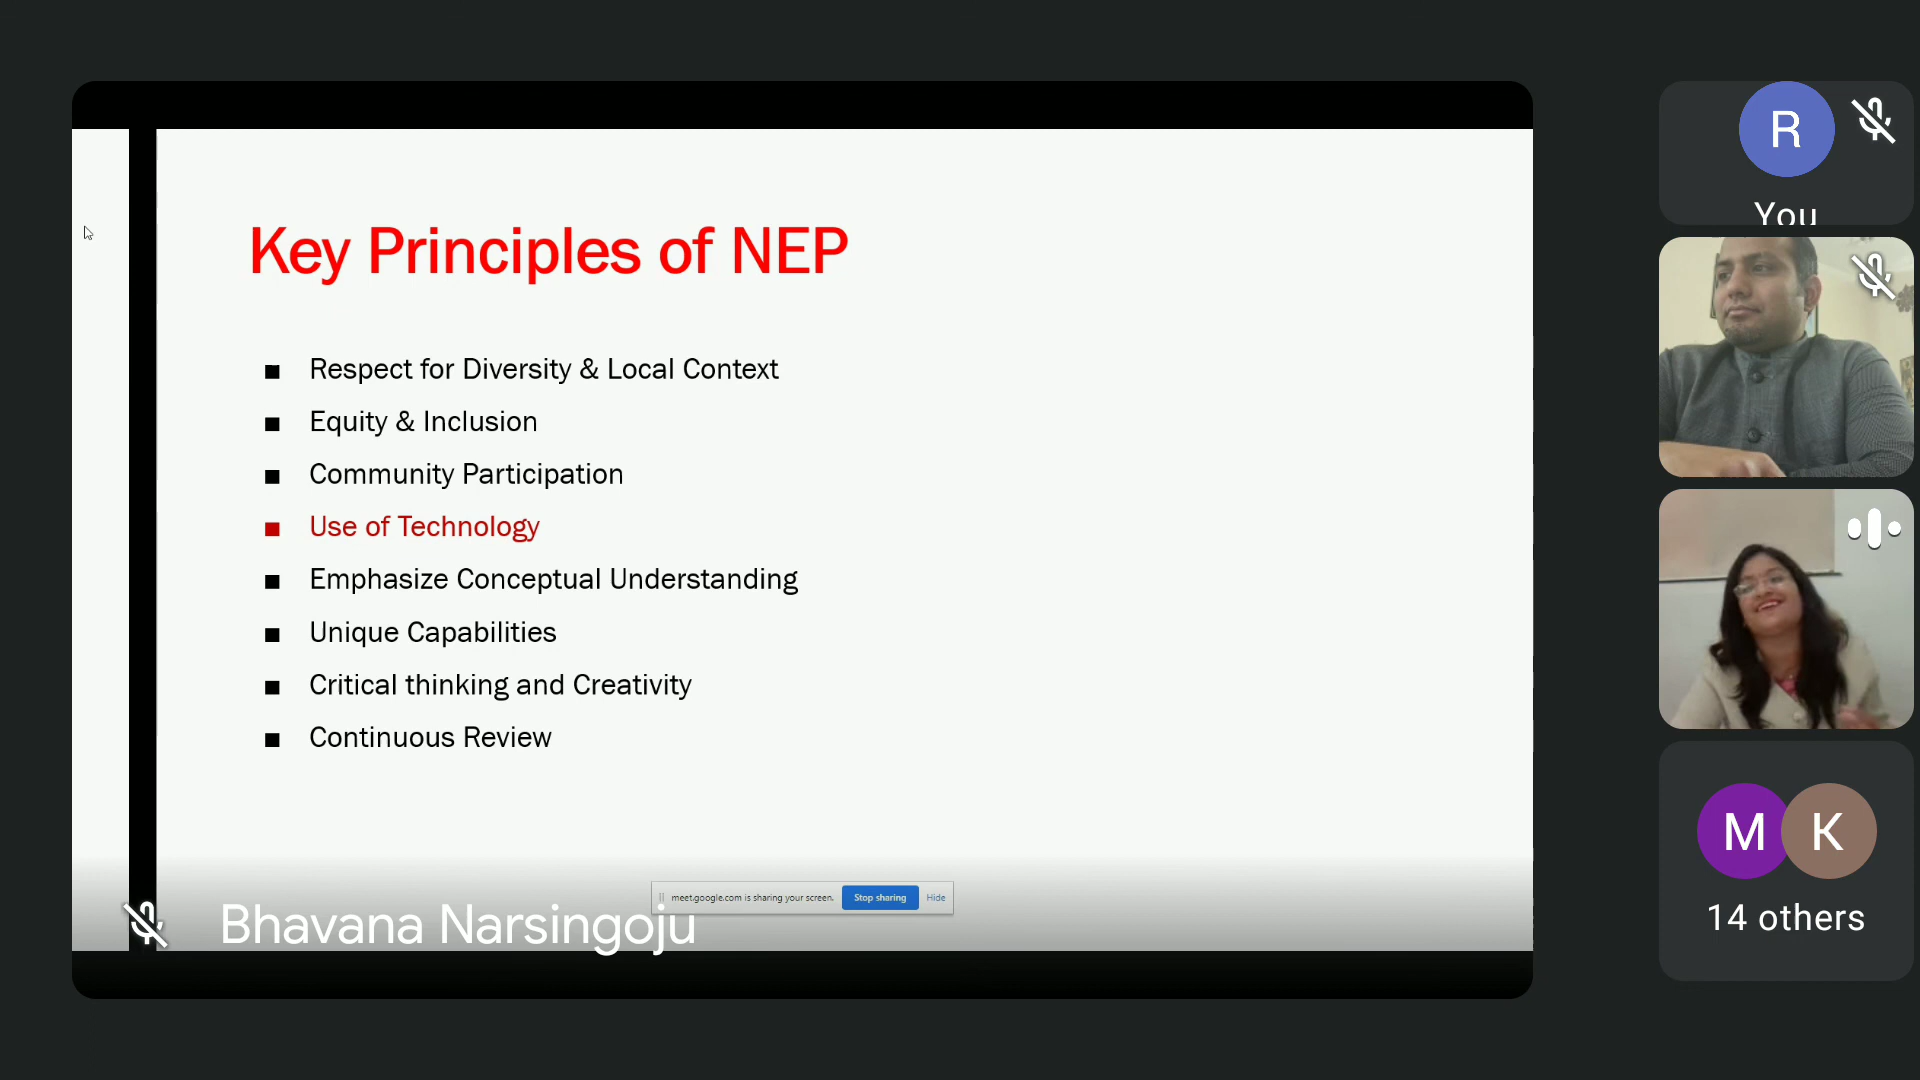 Key Principles of NEP
Respect for Diversity & Local Context
Equity & Inclusion
Community Participation
Use of Technology
Emphasize Conceptual Understanding
Unique Capabilities
Critical thinking and Creativity
Continuous Review
meet.google.com is sharing your screen. Stop sharing Hide
Bhavana Narsingoju
R
You
M K
14 others